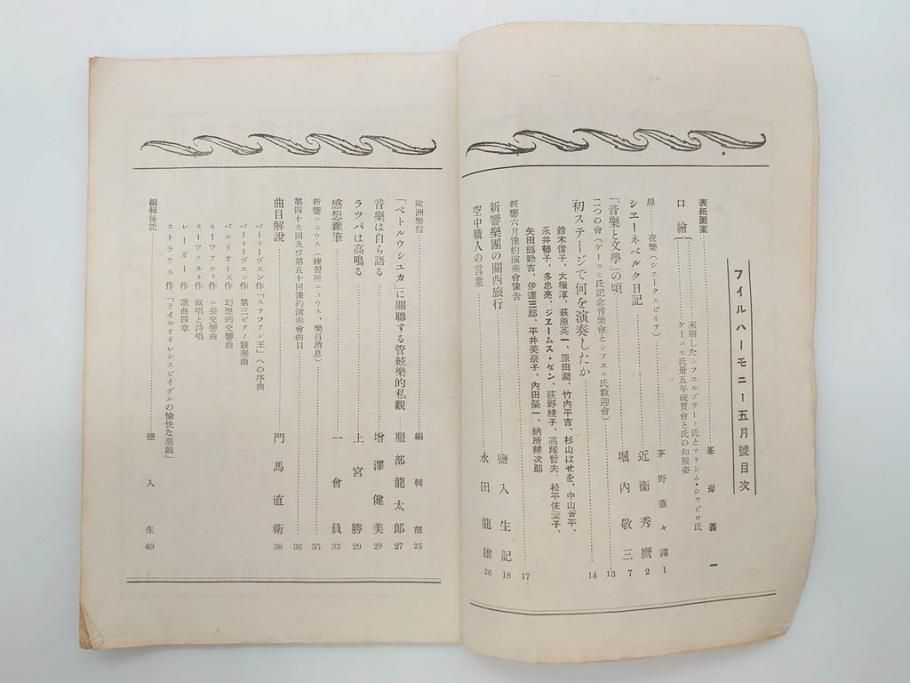 フイルハーモニー五月號目次
表紙圖案 峯岸義一
口繪
來朝したシフエルブラート氏とマキシム・シヤピロ氏
ケーニヒ氏卅五年祝賀會と氏の和服姿
扉……夜樂(シエークスピイア)……茅野蕭々譯 1
シエーネベルク日記……近衛秀麿 2
「音樂と文學」の頃……堀内敬三 7
二つの會(ケーニヒ氏記念音樂會とシフエル氏歡迎會)……13
初ステージで何を演奏したか……14
鈴木信子、大塚淳、萩原英一、原田潤、竹内平吉、杉山はせを、中山晋平、
永井郁子、多忠亮、ジエームス・ダン、荻野綾子、高階哲夫、松平佐登子、
矢田部勁吉、伊達三郎、平井美奈子、内田榮一、納所辨次郎
新響六月豫約演奏會豫告……17
新響樂團の關西旅行……鹽入生記 18
空中職人の言葉……永田龍雄 26
歐洲樂信……編輯部 25
「ペトルウシユカ」に關聯する管絃樂的私觀……服部龍太郎 27
音樂は自ら語る……増澤健美 29
ラツパは高鳴る……上宮勝 29
感想雜筆……一會員 33
新響ニユウス(練習所ニユウス、樂員消息)……35
第四十九回及び第五十回豫約演奏會曲目……36
曲目解說……門馬直衛 38
ベートーヴェン作 「ステフアン王」への序曲
ベートーヴェン作 第三ピアノ競奏曲
ベルリオーズ作 幻想的交響曲
モーツアルト作 ニ長交響曲
モーツアルト作 敍唱と詩唱
レーガー作 歌曲四章
ストラウス作 「テイルオイレンスピイゲルの愉快な惡戲」
編輯後記……鹽入生 49